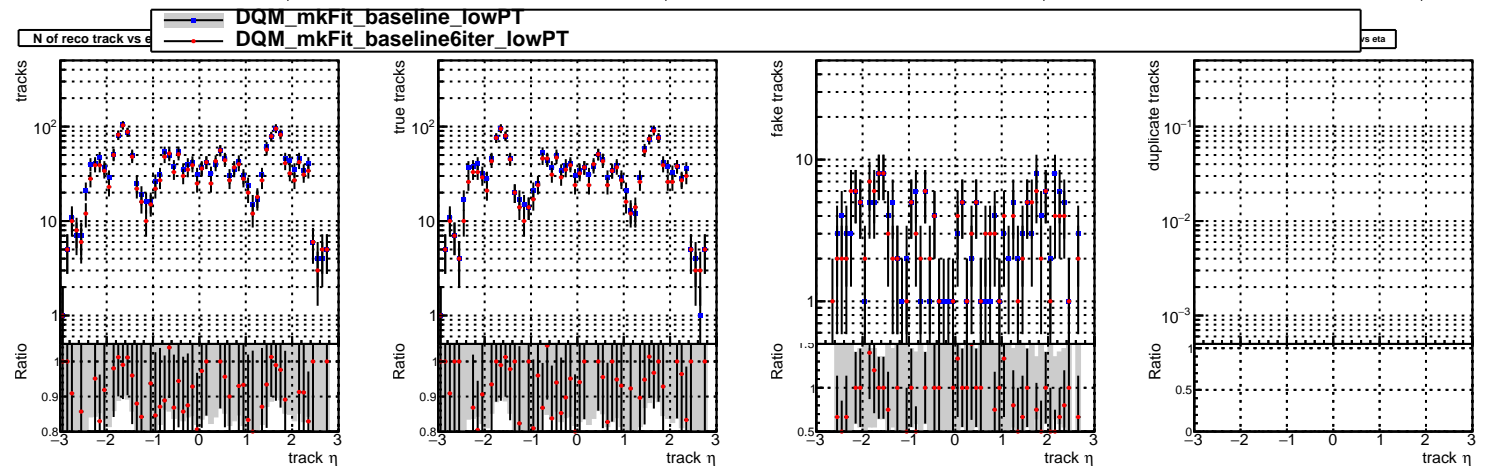 DQM_mkFit_baseline_lowPT
DQM_mkFit_baseline6iter_lowPT
N of reco track vs e
vs eta
tracks
10²
10
1
Ratio
1
0.9
0.8
−3 −2 −1 0 1 2 3
track η
true tracks
10²
10
1
Ratio
1
0.9
0.8
−3 −2 −1 0 1 2 3
track η
fake tracks
10
1
Ratio
1.5
1
0.5
−3 −2 −1 0 1 2 3
track η
duplicate tracks
10⁻¹
10⁻²
10⁻³
Ratio
1
0.5
0
−3 −2 −1 0 1 2 3
track η